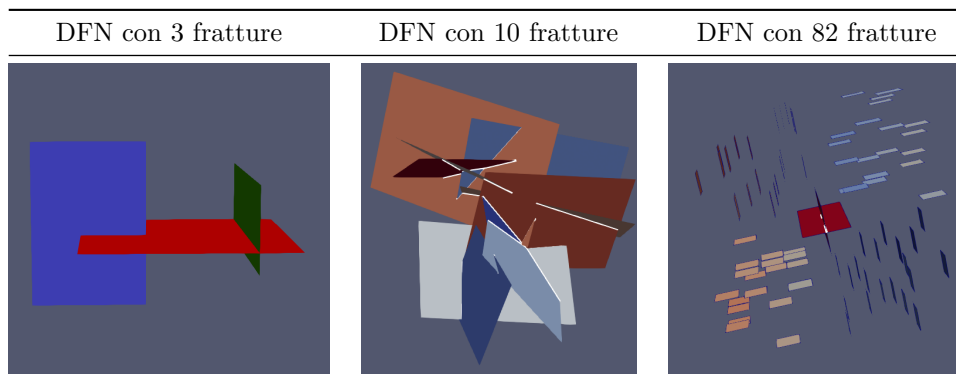 DFN con 3 fratture
DFN con 10 fratture
DFN con 82 fratture